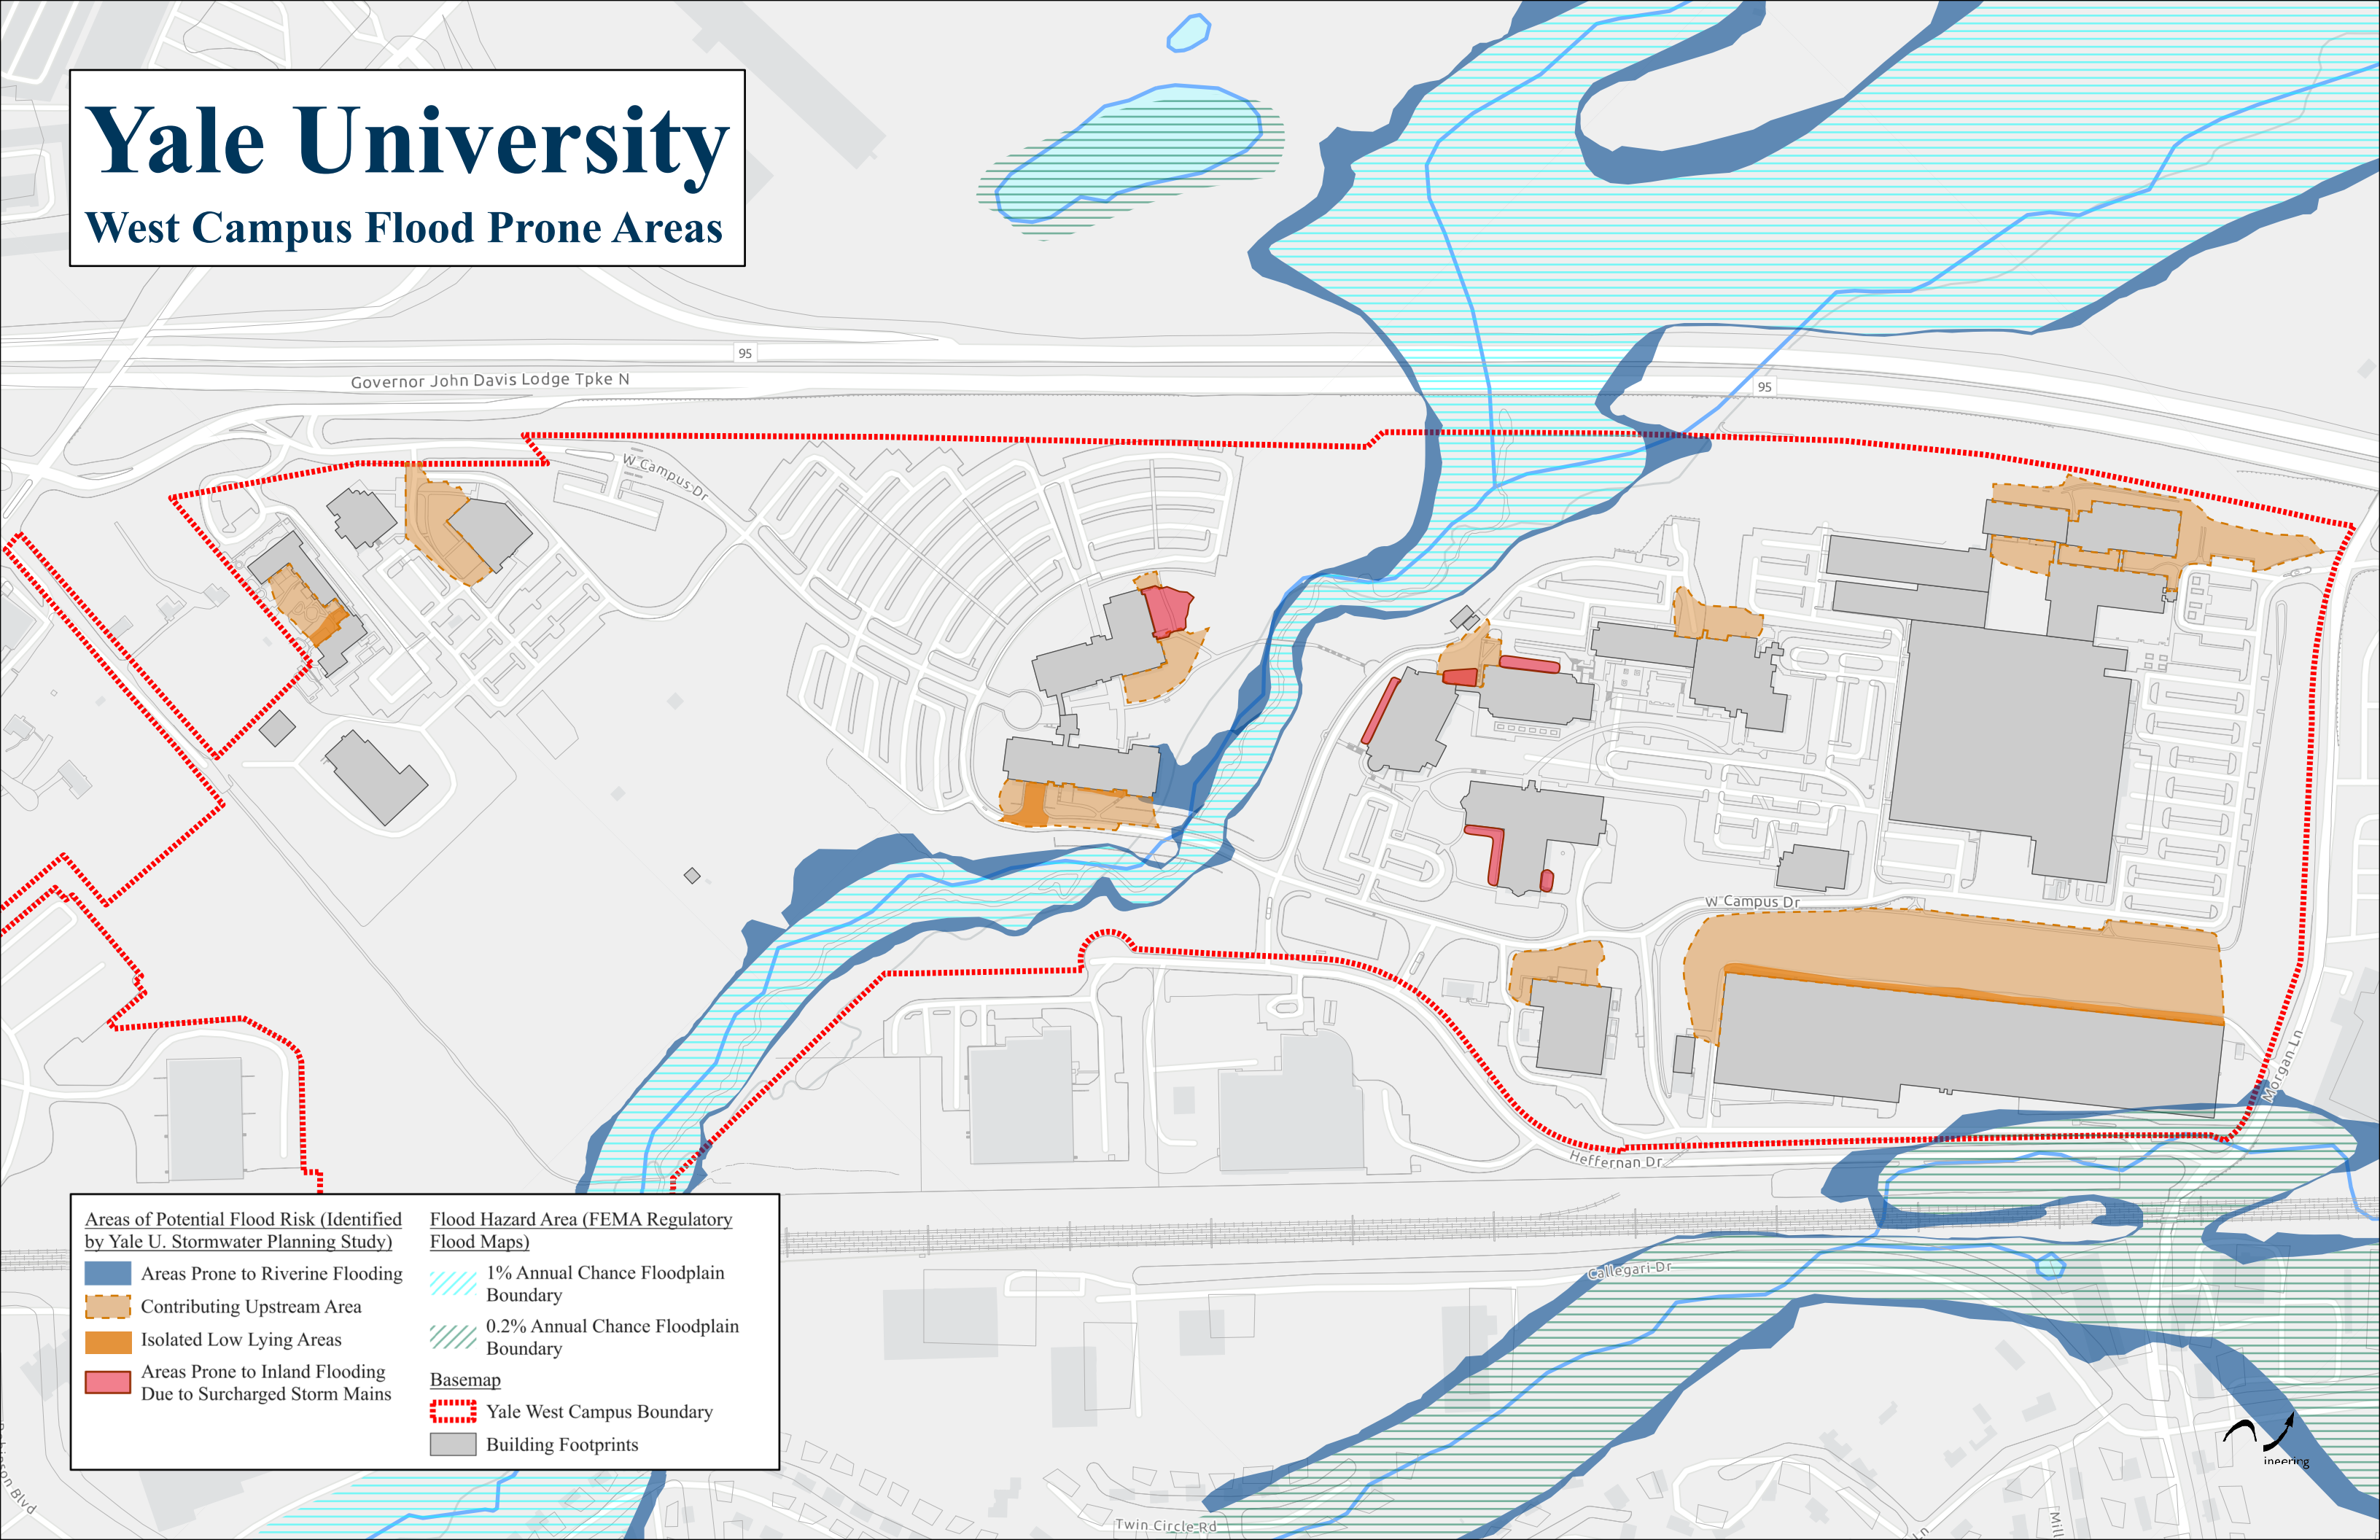 Yale University
West Campus Flood Prone Areas
95
Governor John Davis Lodge Tpke N
95
W Campus Dr
W Campus Dr
Morgan Ln
Heffernan Dr
Callegari Dr
Areas of Potential Flood Risk (Identified
by Yale U. Stormwater Planning Study)
Areas Prone to Riverine Flooding
Contributing Upstream Area
Isolated Low Lying Areas
Areas Prone to Inland Flooding
Due to Surcharged Storm Mains
Flood Hazard Area (FEMA Regulatory
Flood Maps)
1% Annual Chance Floodplain
Boundary
0.2% Annual Chance Floodplain
Boundary
Basemap
Yale West Campus Boundary
Building Footprints
ineering
Blvd
Twin Circle Rd
Mill
Ln